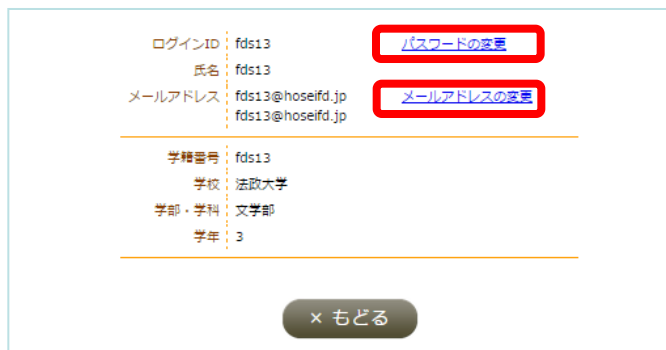 ログインID fds13 パスワードの変更
氏名 fds13
メールアドレス fds13@hoseifd.jp メールアドレスの変更
fds13@hoseifd.jp
学籍番号 fds13
学校 法政大学
学部・学科 文学部
学年 3
× もどる